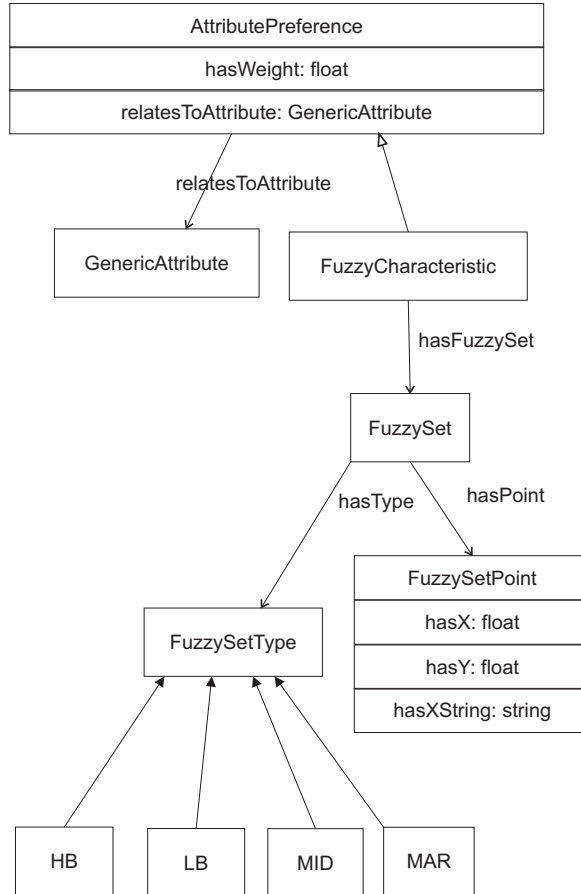 AttributePreference
hasWeight: float
relatesToAttribute: GenericAttribute
relatesToAttribute
GenericAttribute
FuzzyCharacteristic
hasFuzzySet
FuzzySet
hasType
hasPoint
FuzzySetPoint
hasX: float
hasY: float
hasXString: string
FuzzySetType
HB
LB
MID
MAR